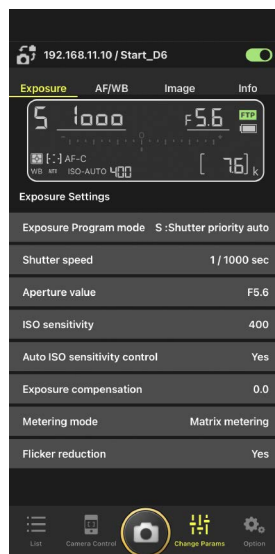 192.168.11.10 / Start_D6
Exposure AF/WB Image Info
S 1000 F5.6 FTP
AF-C
WB ISO-AUTO 400 [ 7.6] k
Exposure Settings
Exposure Program mode S :Shutter priority auto
Shutter speed 1 / 1000 sec
Aperture value F5.6
ISO sensitivity 400
Auto ISO sensitivity control Yes
Exposure compensation 0.0
Metering mode Matrix metering
Flicker reduction Yes
List Camera Control Change Params Option